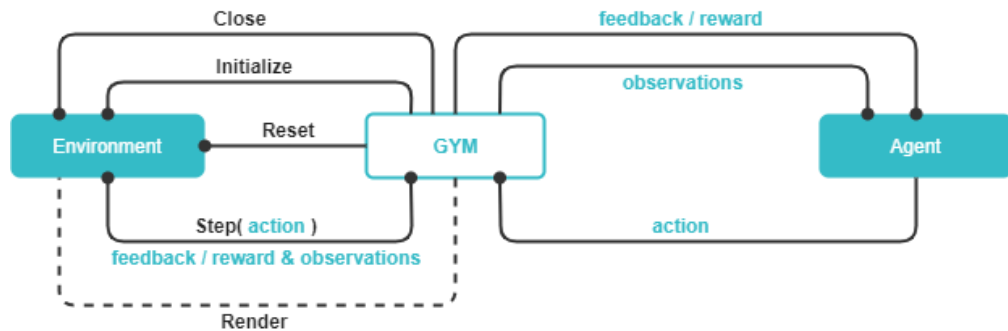 Close
feedback / reward
Initialize
observations
Reset
Environment
GYM
Agent
Step( action )
action
feedback / reward & observations
Render